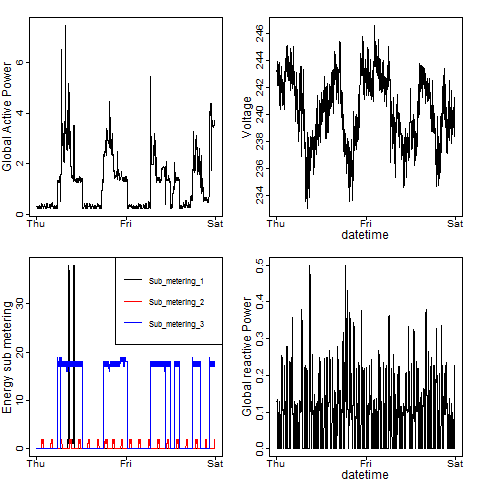 Global Active Power
0
2
4
6
Thu
Fri
Sat
Voltage
234
236
238
240
242
244
246
Thu
Fri
Sat
datetime
Energy sub metering
0
10
20
30
Sub_metering_1
Sub_metering_2
Sub_metering_3
Thu
Fri
Sat
Global reactive Power
0.0
0.1
0.2
0.3
0.4
0.5
Thu
Fri
Sat
datetime